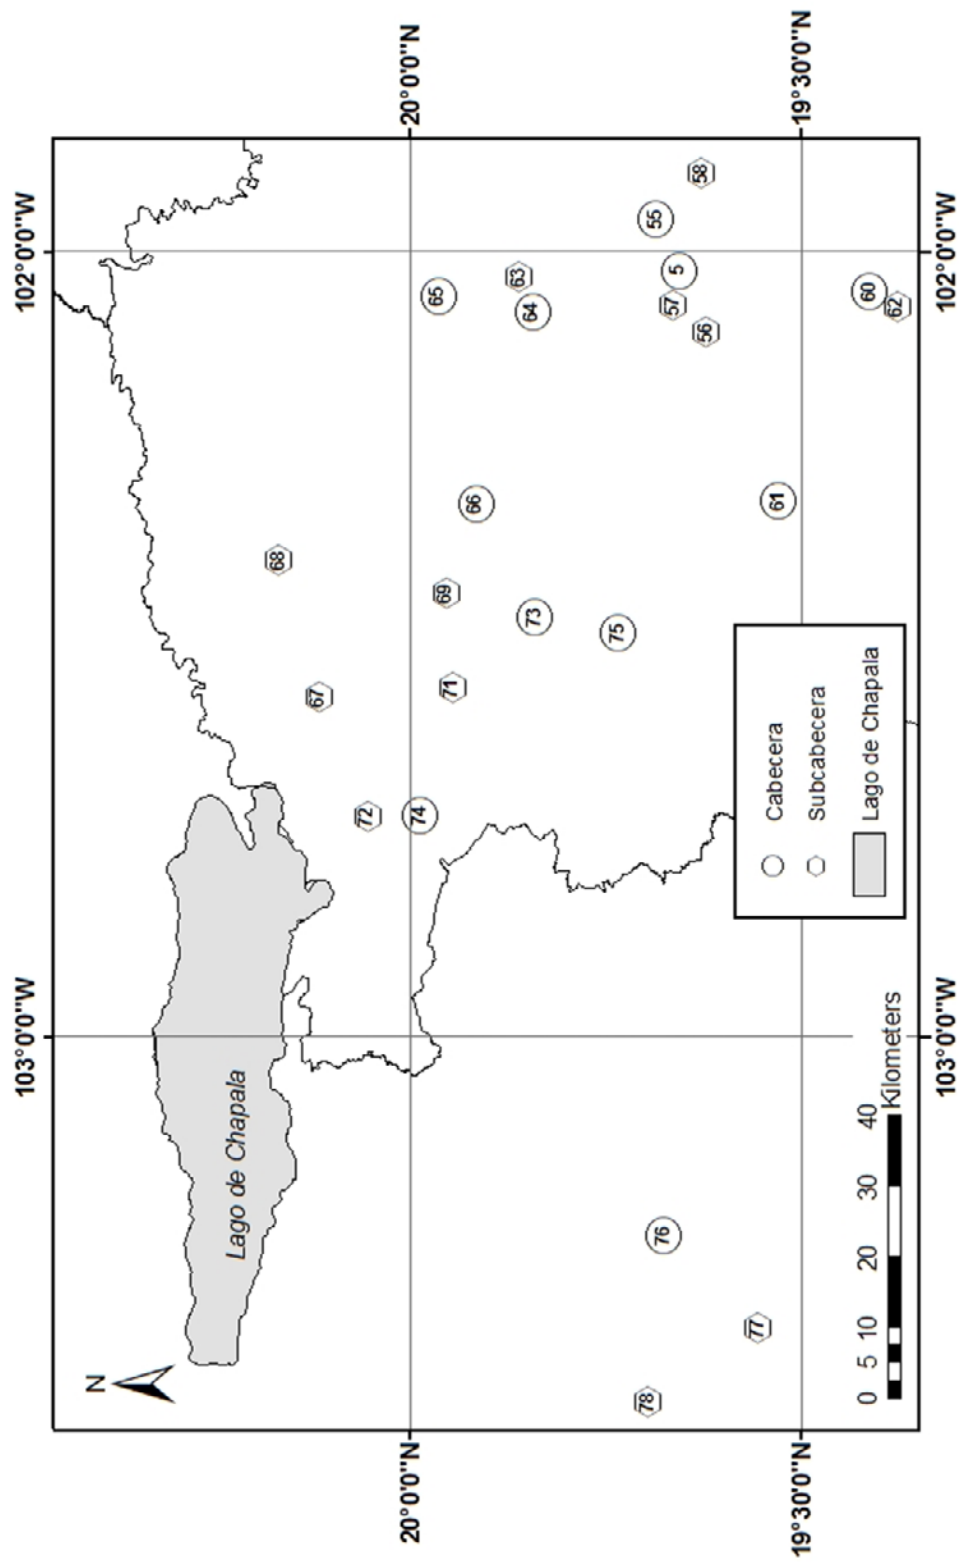 103°0'0"W
102°0'0"W
N
Lago de Chapala
68
67
72
20°0'0"N
20°0'0"N
74
65
69
71
66
63
64
73
75
78
55
76
57
5
58
56
77
61
19°30'0"N
19°30'0"N
Cabecera
Subcabecera
Lago de Chapala
60
62
0 5 10 20 30 40
Kilometers
103°0'0"W
102°0'0"W